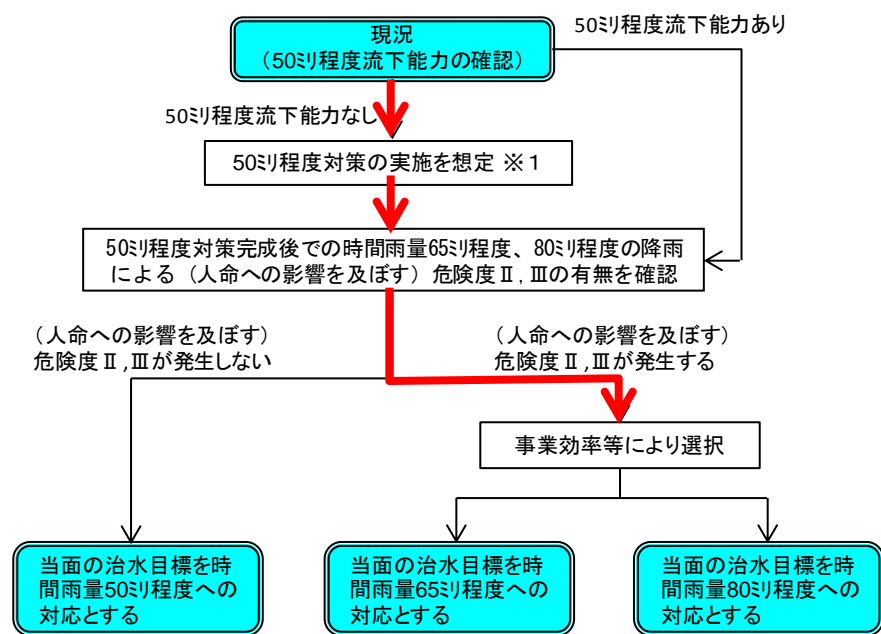 現況
（50ミリ程度流下能力の確認）
50ミリ程度流下能力あり
50ミリ程度流下能力なし
50ミリ程度対策の実施を想定 ※１
50ミリ程度対策完成後での時間雨量65ミリ程度、80ミリ程度の降雨
による（人命への影響を及ぼす）危険度Ⅱ,Ⅲの有無を確認
（人命への影響を及ぼす）
危険度Ⅱ,Ⅲが発生しない
（人命への影響を及ぼす）
危険度Ⅱ,Ⅲが発生する
事業効率等により選択
当面の治水目標を時
間雨量50ミリ程度への
対応とする
当面の治水目標を時
間雨量65ミリ程度への
対応とする
当面の治水目標を時
間雨量80ミリ程度への
対応とする